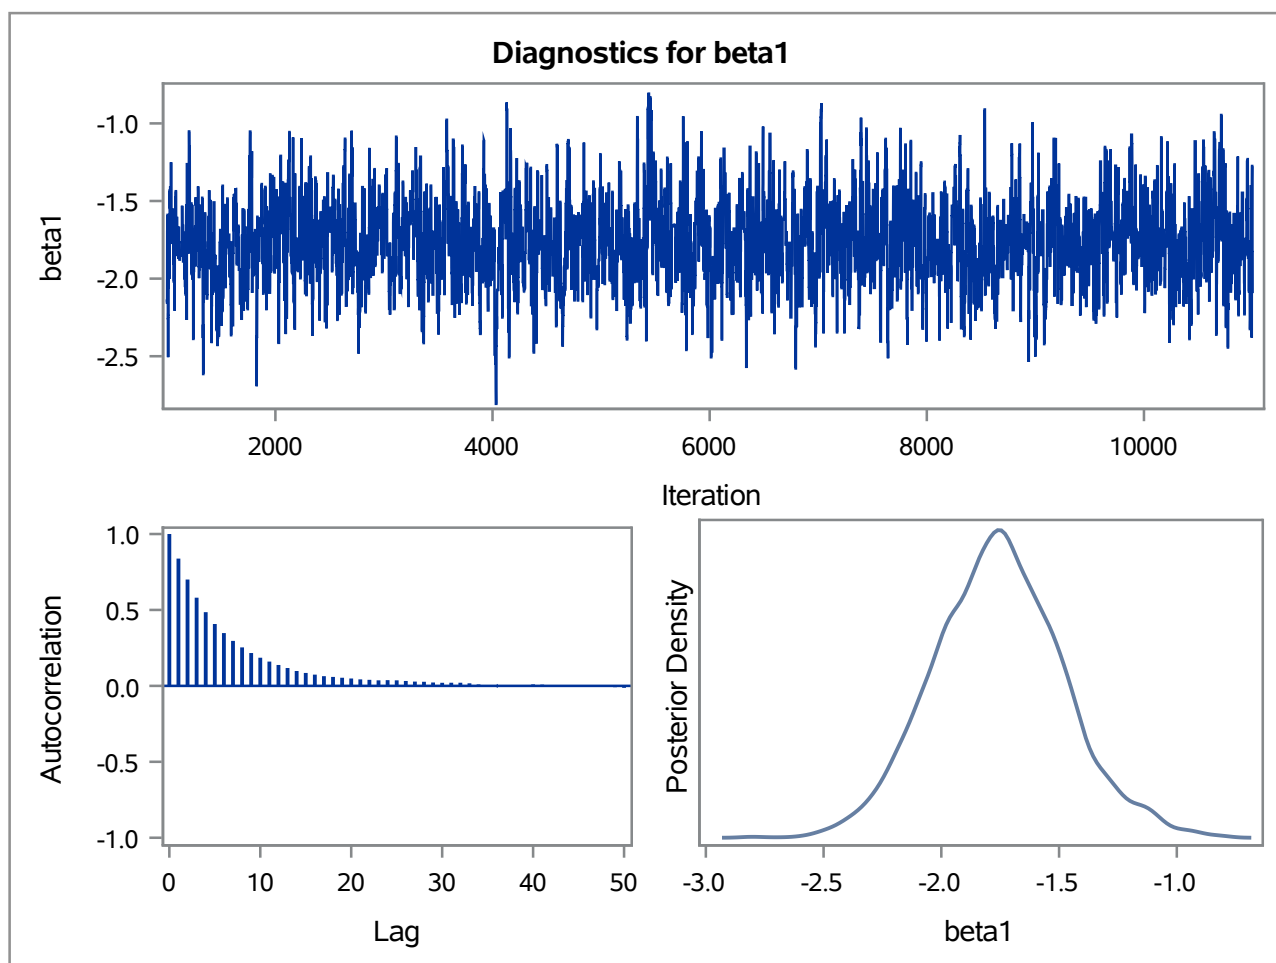 Diagnostics for beta1
-1.0
-1.5
-2.0
-2.5
beta1
2000 4000 6000 8000 10000
Iteration
1.0
0.5
0.0
-0.5
-1.0
Autocorrelation
0 10 20 30 40 50
Lag
Posterior Density
-3.0 -2.5 -2.0 -1.5 -1.0
beta1